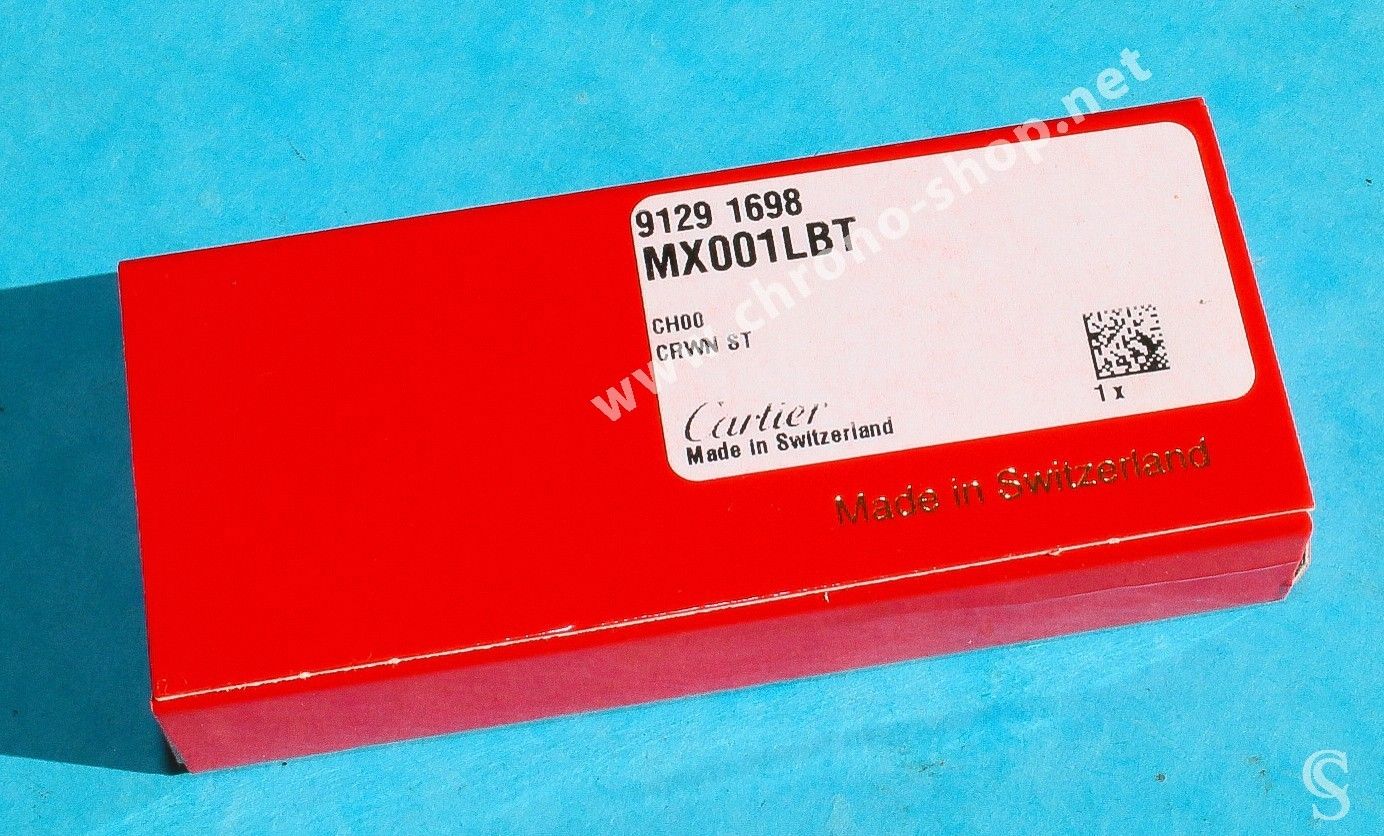 9129 1698
MX001LBT
CH00
CRWN ST
1 x
Cartier
Made in Switzerland
Made in Switzerland
www.chrono-shop.net